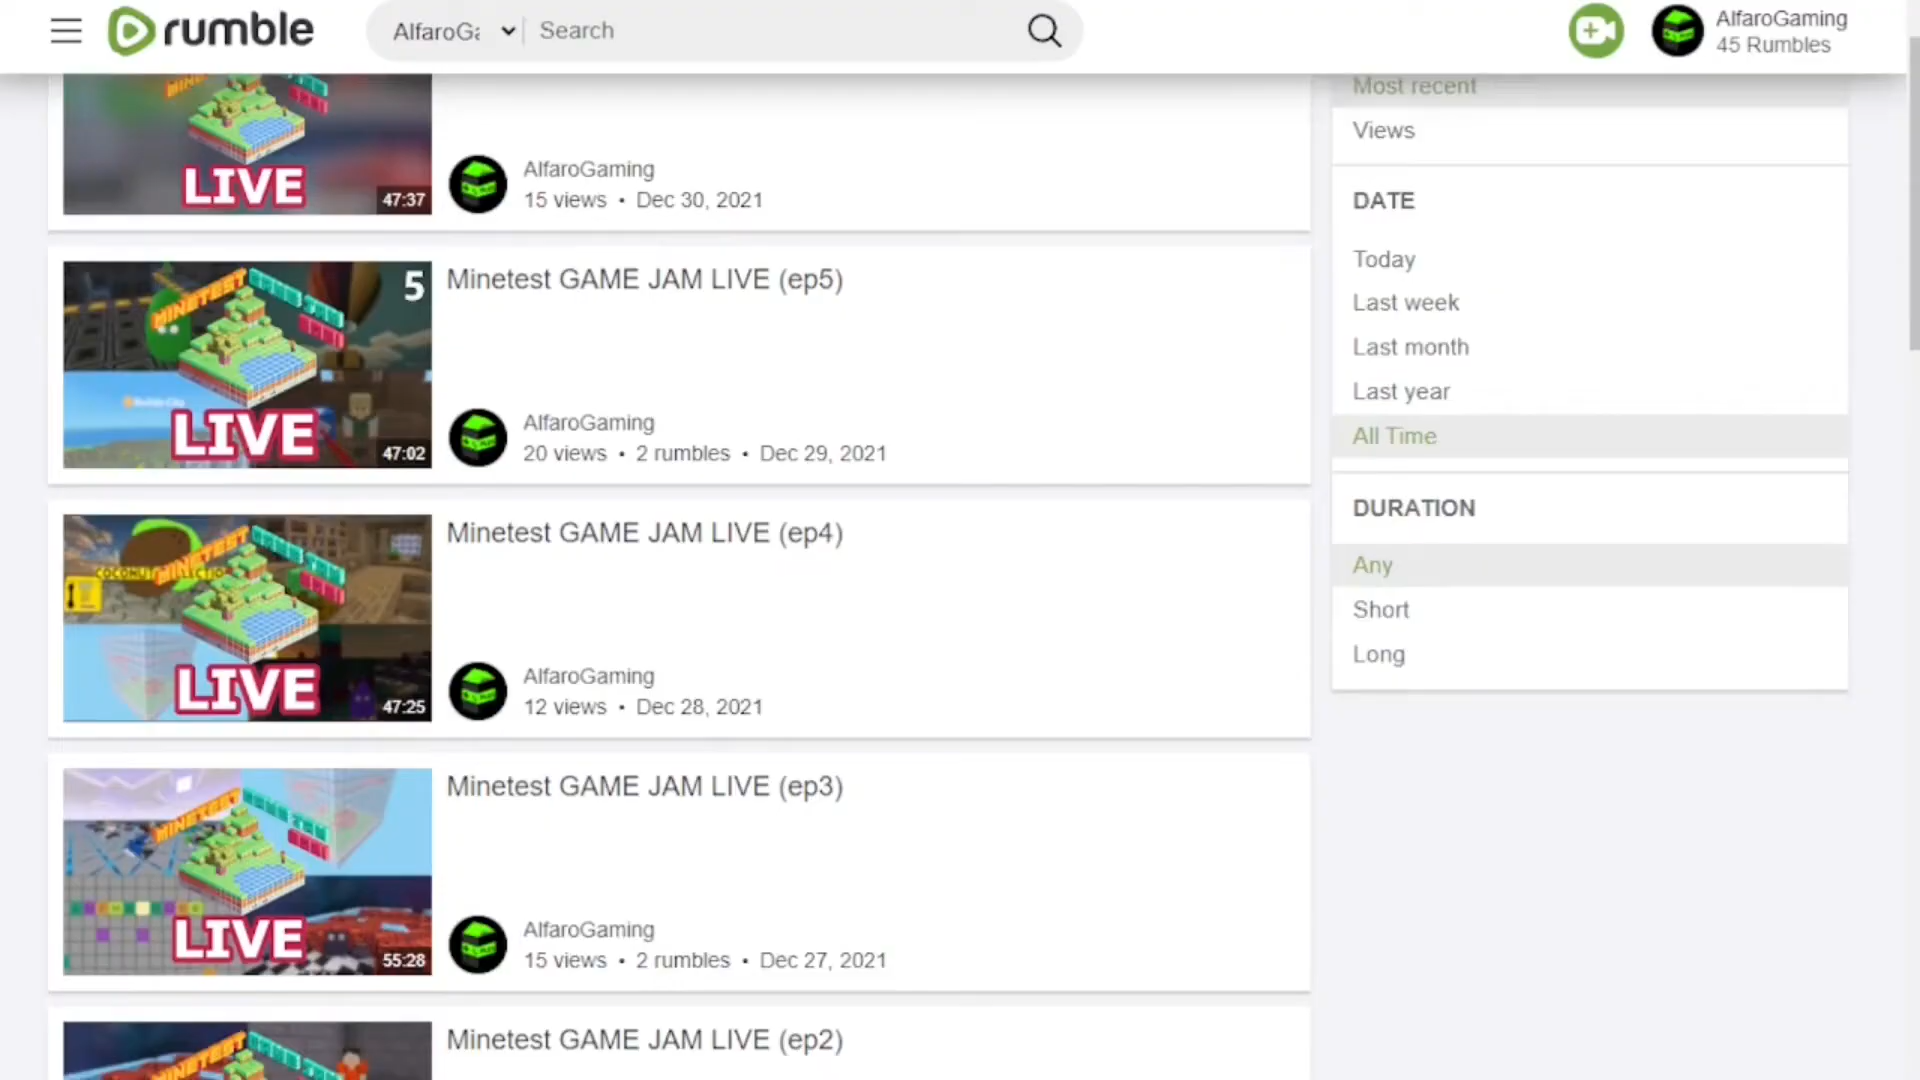 rumble
AlfaroGa
Search
AlfaroGaming
45 Rumbles
LIVE
47:37
AlfaroGaming
15 views • Dec 30, 2021
MINETEST
5
LIVE
47:02
Minetest GAME JAM LIVE (ep5)
AlfaroGaming
20 views • 2 rumbles • Dec 29, 2021
MINETEST
LIVE
47:25
Minetest GAME JAM LIVE (ep4)
AlfaroGaming
12 views • Dec 28, 2021
MINETEST
LIVE
55:28
Minetest GAME JAM LIVE (ep3)
AlfaroGaming
15 views • 2 rumbles • Dec 27, 2021
MINETEST
Minetest GAME JAM LIVE (ep2)
Most recent
Views
DATE
Today
Last week
Last month
Last year
All Time
DURATION
Any
Short
Long